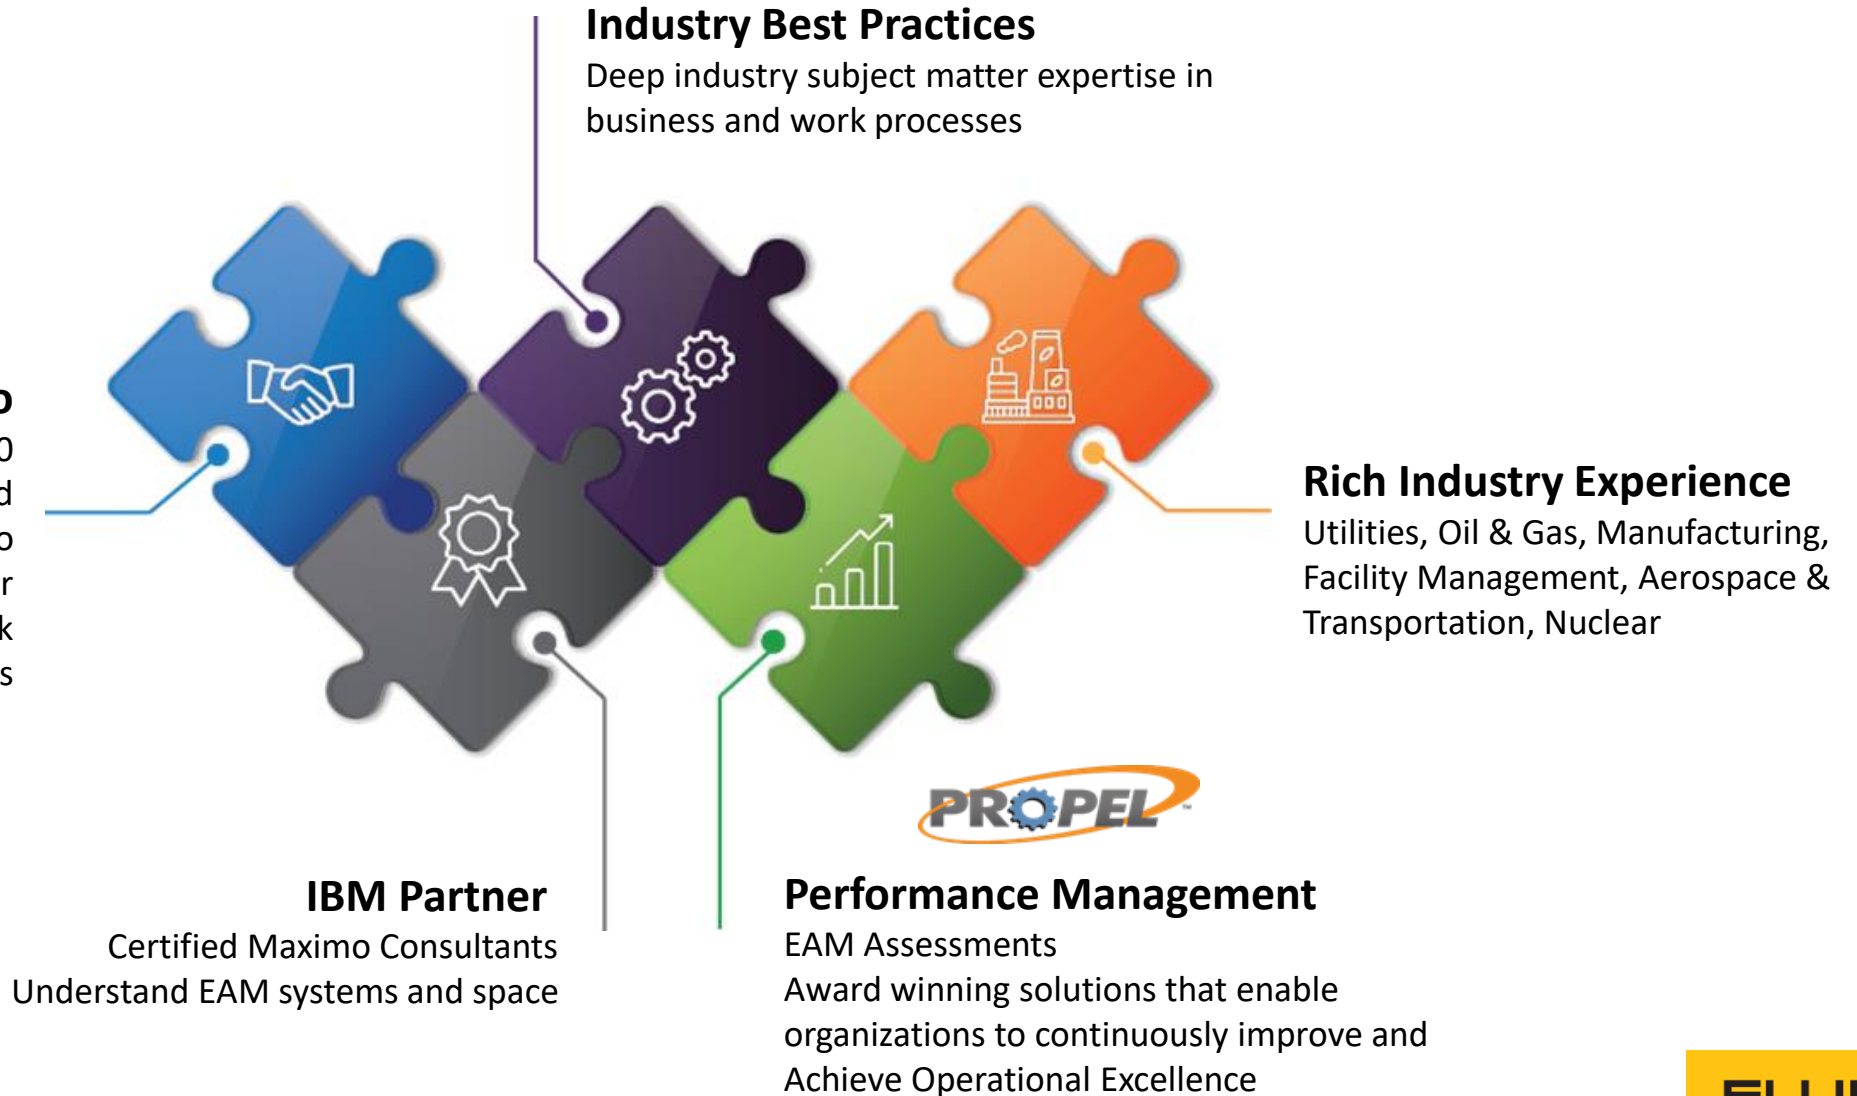 Industry Best Practices
Deep industry subject matter expertise in
business and work processes
Rich Industry Experience
Utilities, Oil & Gas, Manufacturing,
Facility Management, Aerospace &
Transportation, Nuclear
PROPEL™
IBM Partner
Certified Maximo Consultants
Understand EAM systems and space
Performance Management
EAM Assessments
Award winning solutions that enable
organizations to continuously improve and
Achieve Operational Excellence